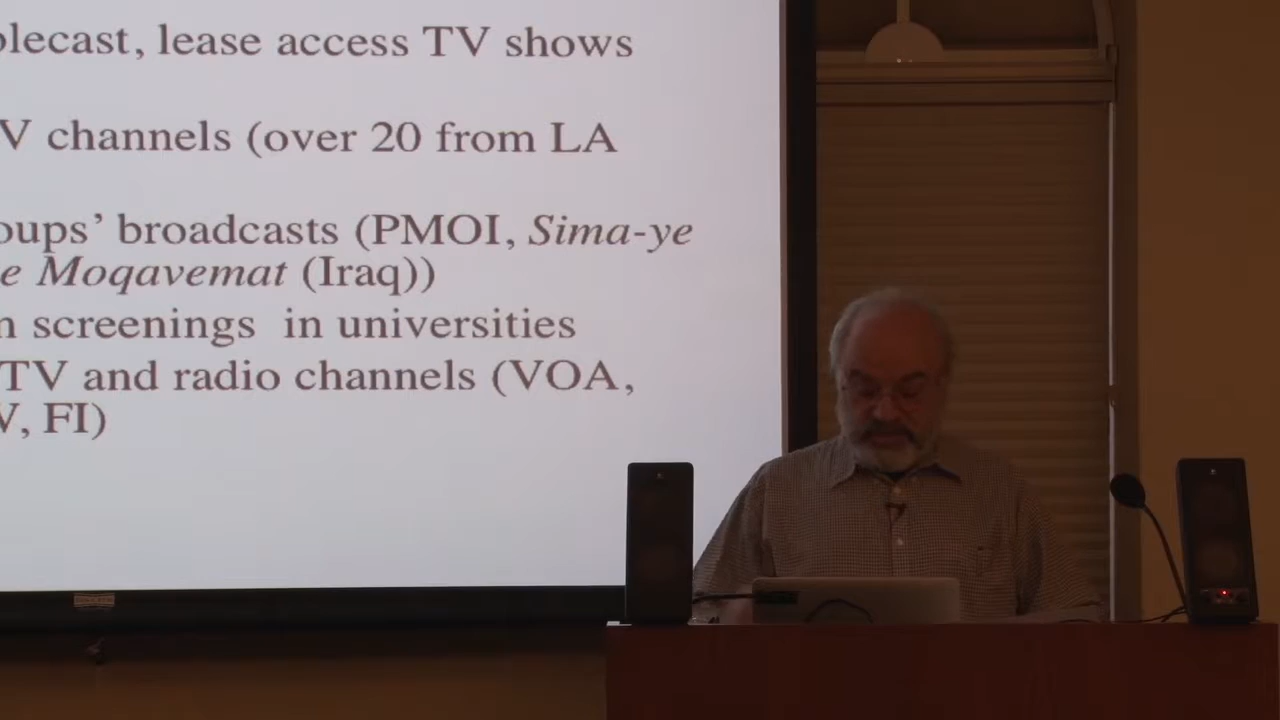 lecast, lease access TV shows
V channels (over 20 from LA
oups’ broadcasts (PMOI, Sima-ye
e Moqavemat (Iraq))
n screenings in universities
TV and radio channels (VOA,
V, FI)